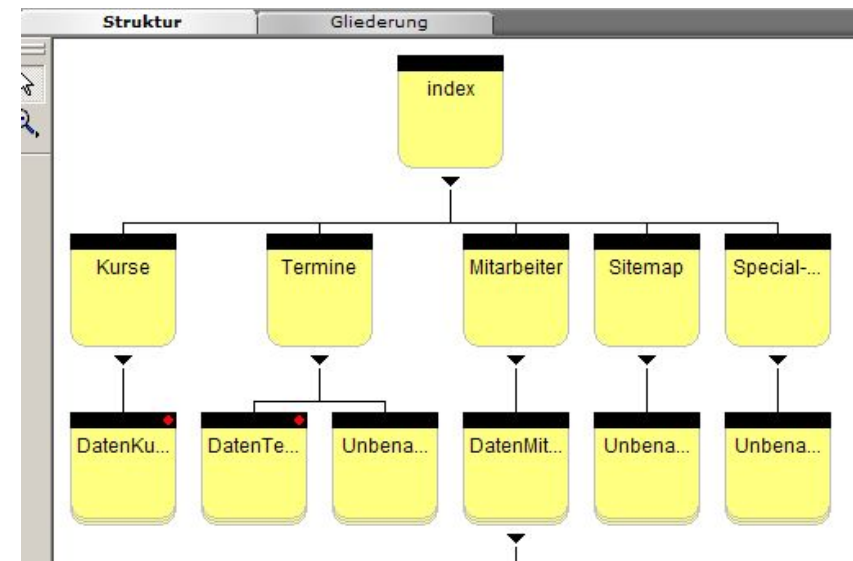 Struktur Gliederung
index
Kurse Termine Mitarbeiter Sitemap Special-...
DatenKu... DatenTe... Unbena... DatenMit... Unbena... Unbena...